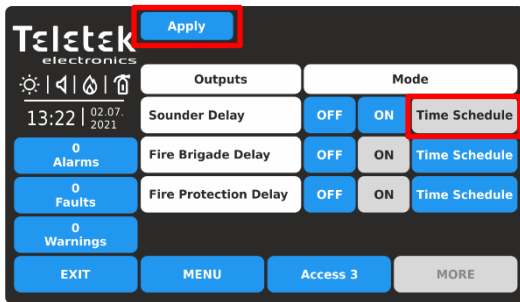 Teletek
electronics
Apply
13:22 02.07.
2021
Outputs Mode
Sounder Delay OFF ON Time Schedule
Fire Brigade Delay OFF ON Time Schedule
Fire Protection Delay OFF ON Time Schedule
0
Alarms
0
Faults
0
Warnings
EXIT MENU Access 3 MORE